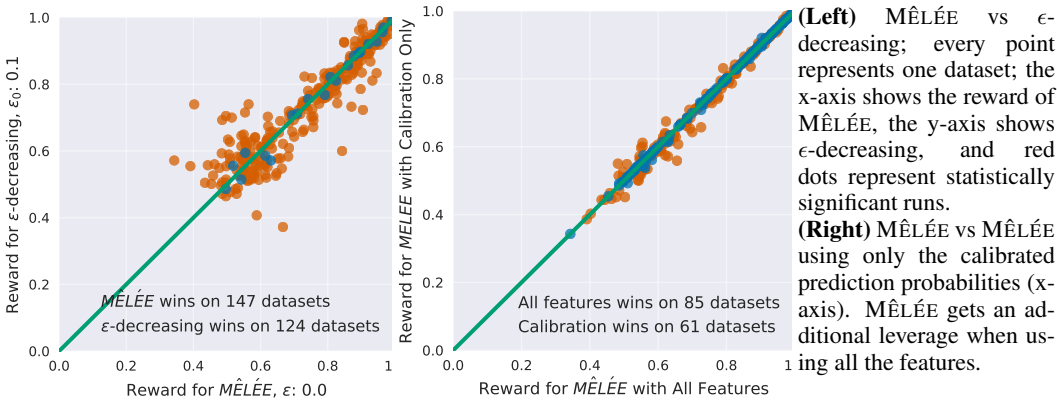 1.0
0.8
0.6
0.4
0.2
0.0
Reward for ε-decreasing, ε₀: 0.1
MÊLÉE wins on 147 datasets
ε-decreasing wins on 124 datasets
0.0 0.2 0.4 0.6 0.8 1
Reward for MÊLÉE, ε: 0.0
1.0
0.8
0.6
0.4
0.2
0.0
Reward for MÊLÉE with Calibration Only
All features wins on 85 datasets
Calibration wins on 61 datasets
0.0 0.2 0.4 0.6 0.8 1
Reward for MÊLÉE with All Features
(Left) MÊLÉE vs ϵ-
decreasing; every point
represents one dataset; the
x-axis shows the reward of
MÊLÉE, the y-axis shows
ϵ-decreasing, and red
dots represent statistically
significant runs.
(Right) MÊLÉE vs MÊLÉE
using only the calibrated
prediction probabilities (x-
axis). MÊLÉE gets an ad-
ditional leverage when us-
ing all the features.